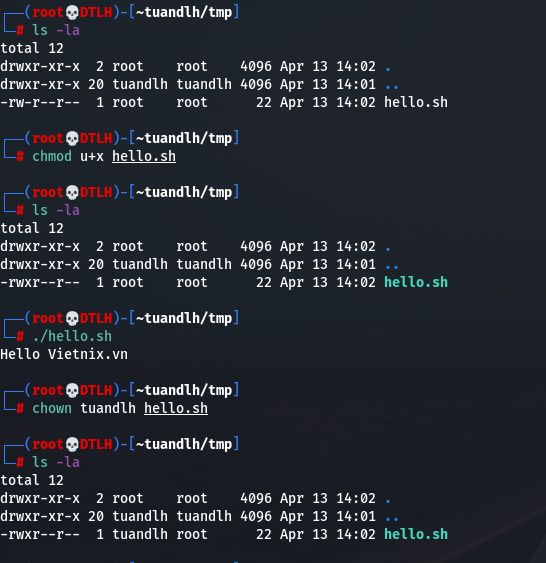 ┌──(root💀DTLH)-[~tuandlh/tmp]
└─# ls -la
total 12
drwxr-xr-x  2 root    root    4096 Apr 13 14:02 .
drwxr-xr-x 20 tuandlh tuandlh 4096 Apr 13 14:01 ..
-rw-r--r--  1 root    root      22 Apr 13 14:02 hello.sh
┌──(root💀DTLH)-[~tuandlh/tmp]
└─# chmod u+x hello.sh
┌──(root💀DTLH)-[~tuandlh/tmp]
└─# ls -la
total 12
drwxr-xr-x  2 root    root    4096 Apr 13 14:02 .
drwxr-xr-x 20 tuandlh tuandlh 4096 Apr 13 14:01 ..
-rwxr--r--  1 root    root      22 Apr 13 14:02 hello.sh
┌──(root💀DTLH)-[~tuandlh/tmp]
└─# ./hello.sh
Hello Vietnix.vn
┌──(root💀DTLH)-[~tuandlh/tmp]
└─# chown tuandlh hello.sh
┌──(root💀DTLH)-[~tuandlh/tmp]
└─# ls -la
total 12
drwxr-xr-x  2 root    root    4096 Apr 13 14:02 .
drwxr-xr-x 20 tuandlh tuandlh 4096 Apr 13 14:01 ..
-rwxr--r--  1 tuandlh root      22 Apr 13 14:02 hello.sh